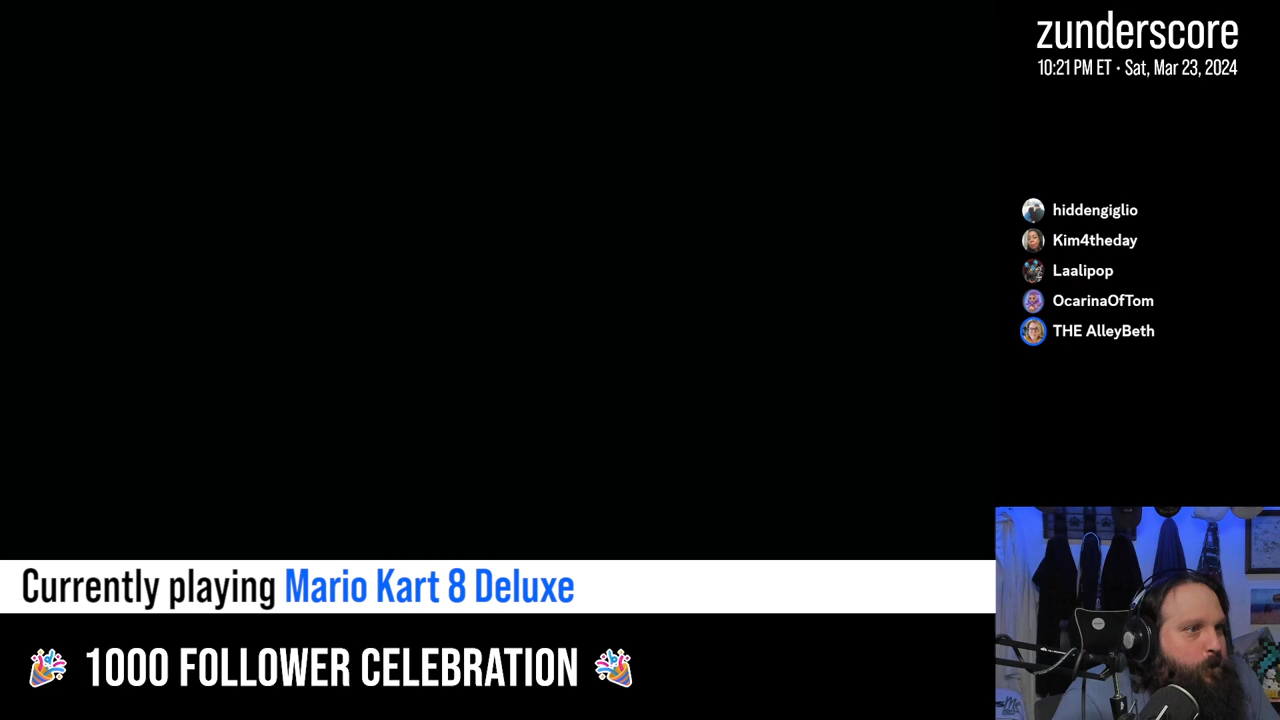 zunderscore
10:21 PM ET · Sat, Mar 23, 2024
hiddengiglio
Kim4theday
Laalipop
OcarinaOfTom
THE AlleyBeth
Currently playing Mario Kart 8 Deluxe
🎉 1000 FOLLOWER CELEBRATION 🎉